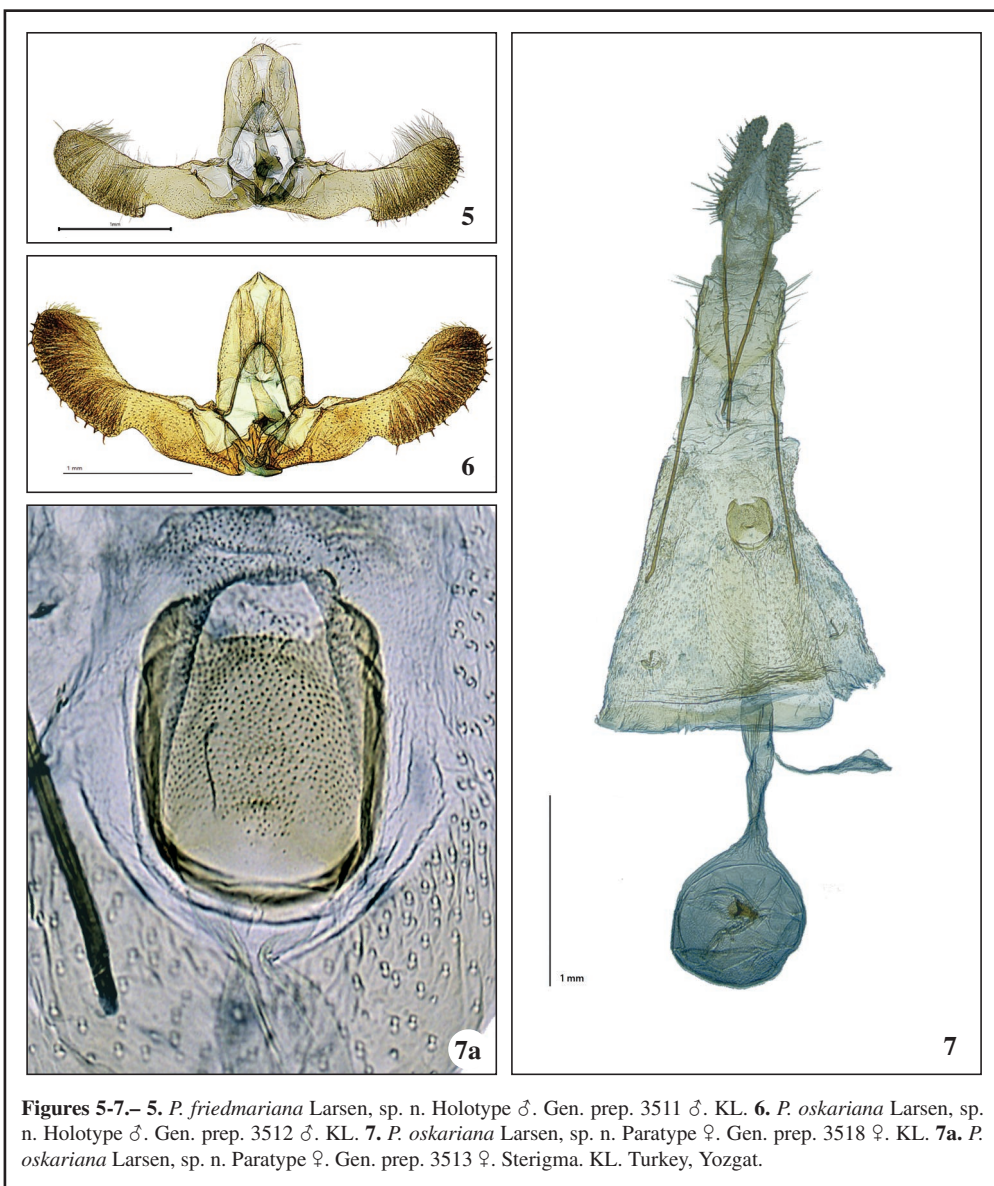 5
1mm
6
1 mm
7a
7
1 mm
Figures 5-7.– 5. P. friedmariana Larsen, sp. n. Holotype ♂. Gen. prep. 3511 ♂. KL. 6. P. oskariana Larsen, sp.
n. Holotype ♂. Gen. prep. 3512 ♂. KL. 7. P. oskariana Larsen, sp. n. Paratype ♀. Gen. prep. 3518 ♀. KL. 7a. P.
oskariana Larsen, sp. n. Paratype ♀. Gen. prep. 3513 ♀. Sterigma. KL. Turkey, Yozgat.